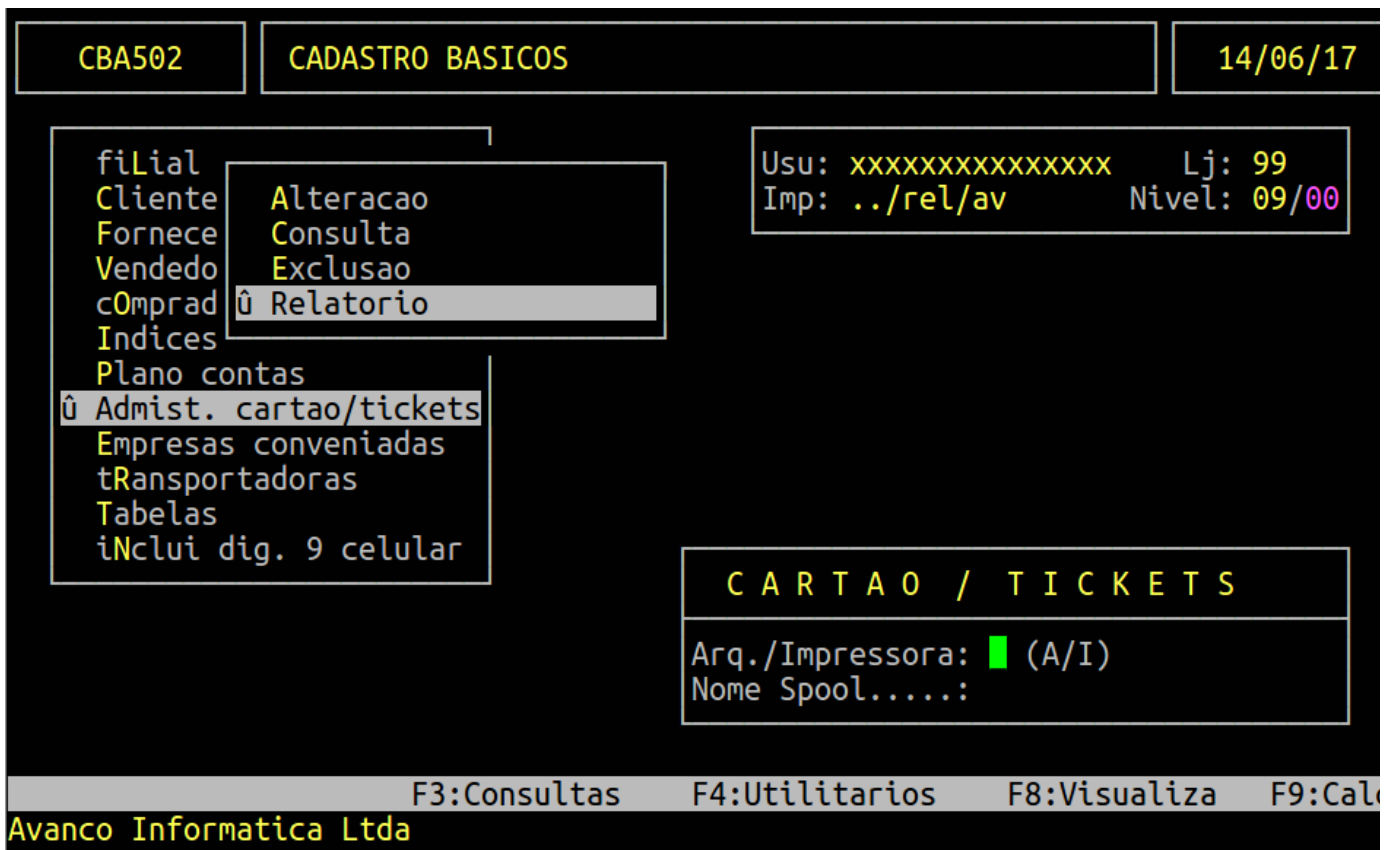 CBA502 CADASTRO BASICOS 14/06/17
fiLial Usu: xxxxxxxxxxxxxxx Lj: 99
Cliente Alteracao Imp: ../rel/av Nivel: 09/00
Fornece Consulta
Vendedo Exclusao
cOmprad û Relatorio
Indices
Plano contas
û Admist. cartao/tickets
Empresas conveniadas
tRansportadoras
Tabelas
iNclui dig. 9 celular
C A R T A O / T I C K E T S
Arq./Impressora: (A/I)
Nome Spool.....:
F3:Consultas F4:Utilitarios F8:Visualiza F9:Calc
Avanco Informatica Ltda